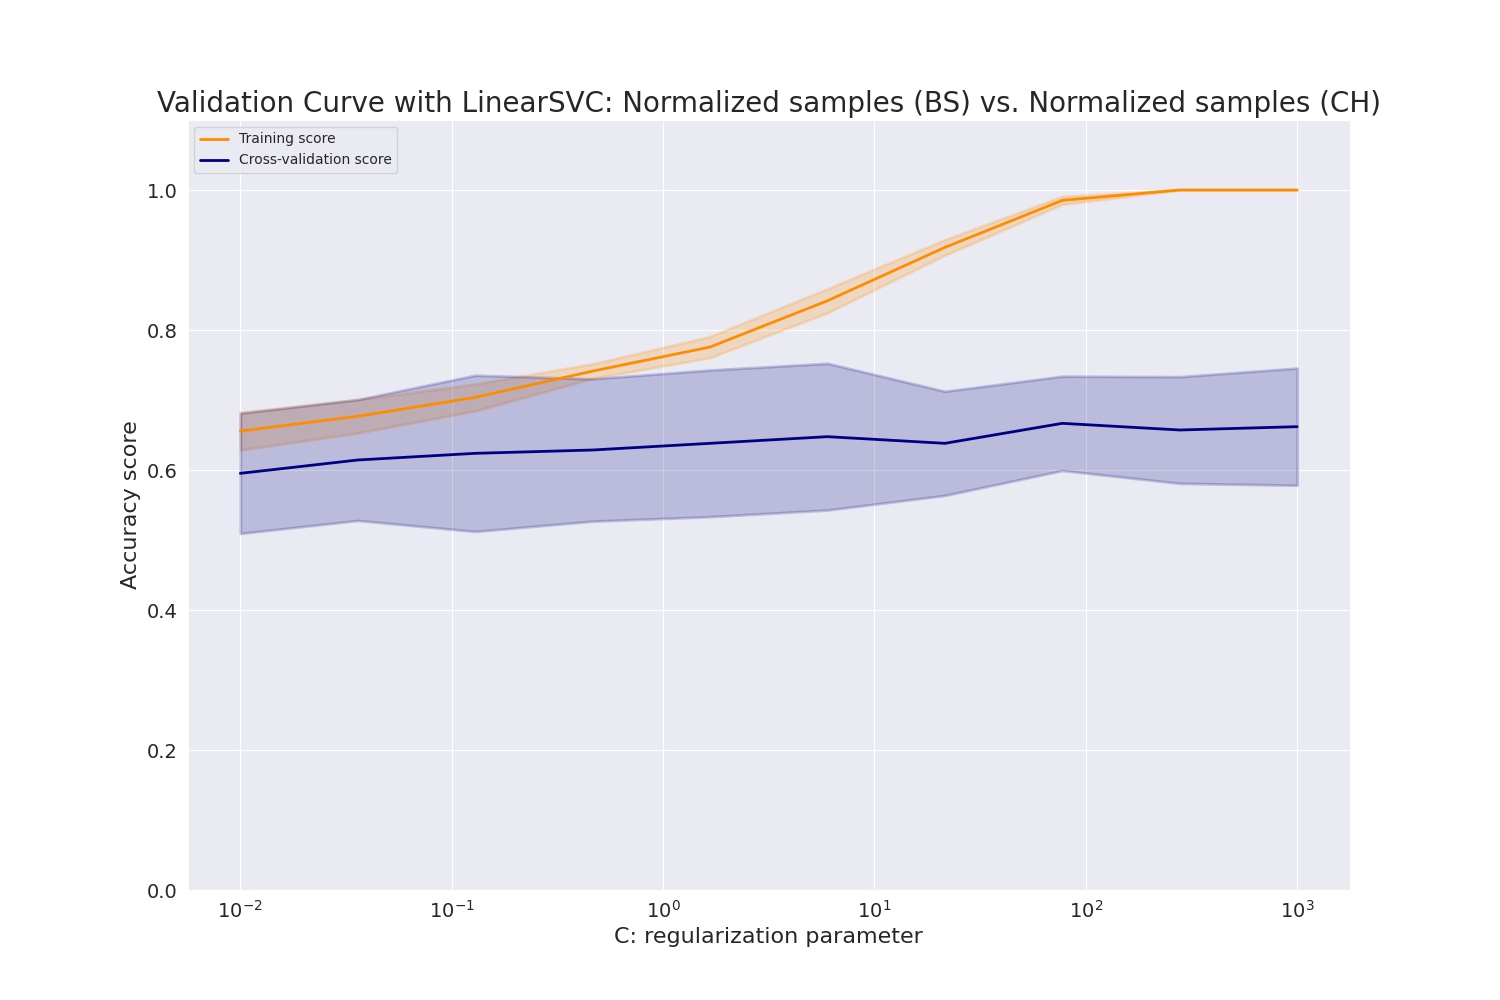 Validation Curve with LinearSVC: Normalized samples (BS) vs. Normalized samples (CH)
Training score
Cross-validation score
1.0
0.8
0.6
0.4
0.2
0.0
Accuracy score
10⁻² 10⁻¹ 10⁰ 10¹ 10² 10³
C: regularization parameter